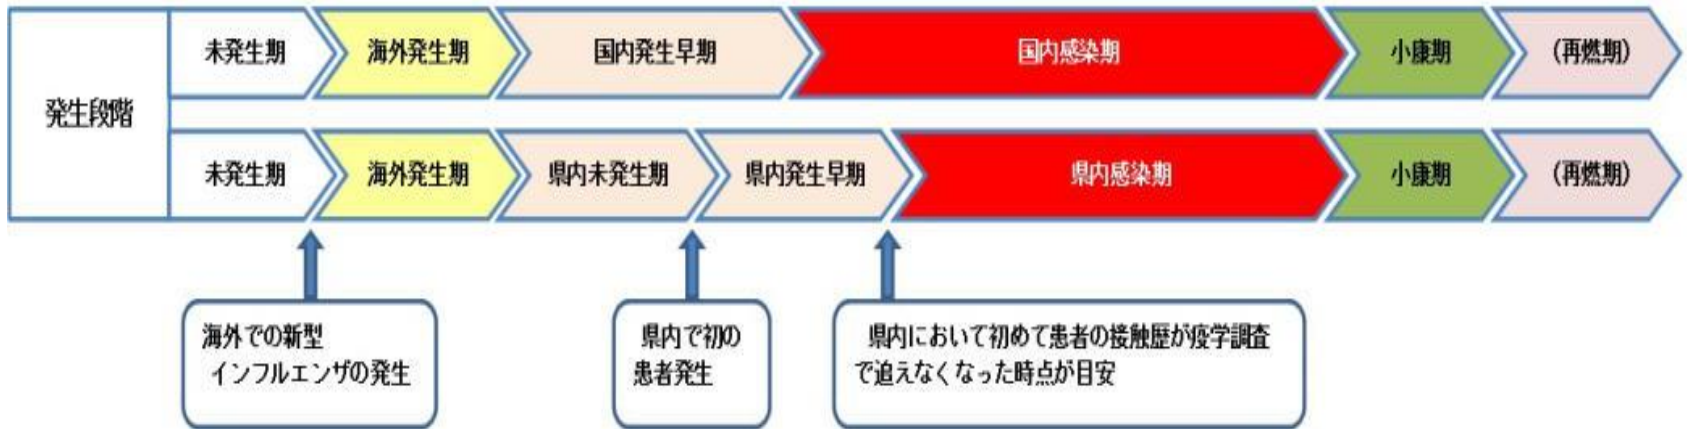 発生段階
未発生期
海外発生期
国内発生早期
国内感染期
小康期
(再燃期)
未発生期
海外発生期
県内未発生期
県内発生早期
県内感染期
小康期
(再燃期)
海外での新型
インフルエンザの発生
県内で初の
患者発生
県内において初めて患者の接触歴が疫学調査
で追えなくなった時点が目安